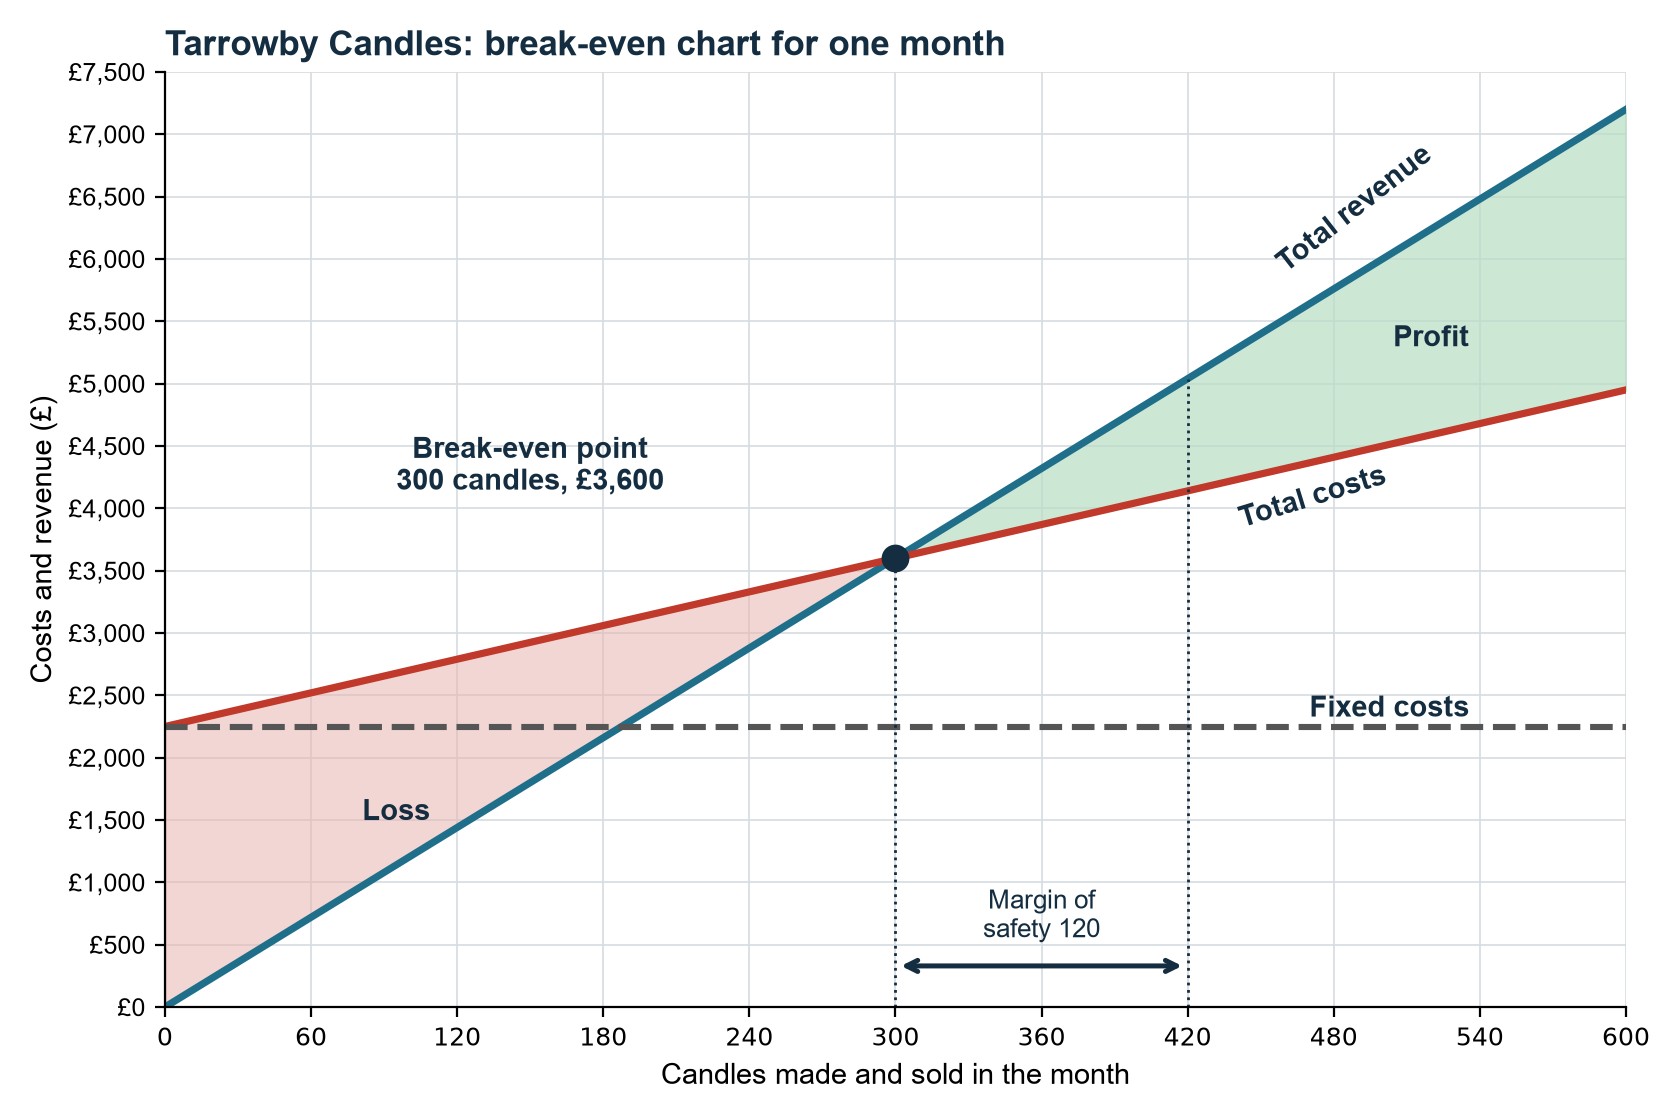 Tarrowby Candles: break-even chart for one month
£7,500
£7,000
£6,500
£6,000
£5,500
£5,000
£4,500
£4,000
£3,500
£3,000
£2,500
£2,000
£1,500
£1,000
£500
£0
Costs and revenue (£)
Total revenue
Profit
Break-even point
300 candles, £3,600
Total costs
Fixed costs
Loss
Margin of
safety 120
0 60 120 180 240 300 360 420 480 540 600
Candles made and sold in the month